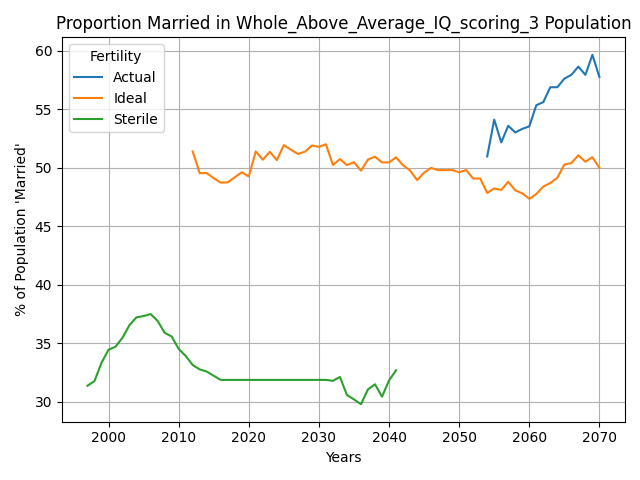 Proportion Married in Whole_Above_Average_IQ_scoring_3 Population
% of Population 'Married'
60
55
50
45
40
35
30
Fertility
Actual
Ideal
Sterile
2000 2010 2020 2030 2040 2050 2060 2070
Years